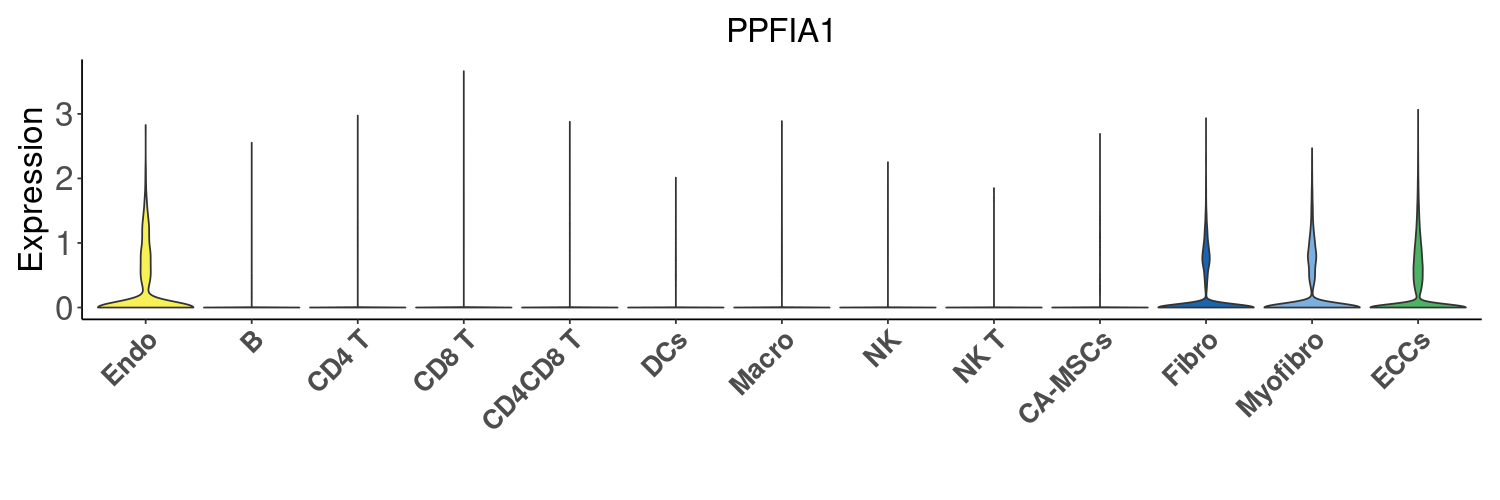 PPFIA1
Expression
3
2
1
0
Endo
B
CD4 T
CD8 T
CD4CD8 T
DCs
Macro
NK
NK T
CA-MSCs
Fibro
Myofibro
ECCs